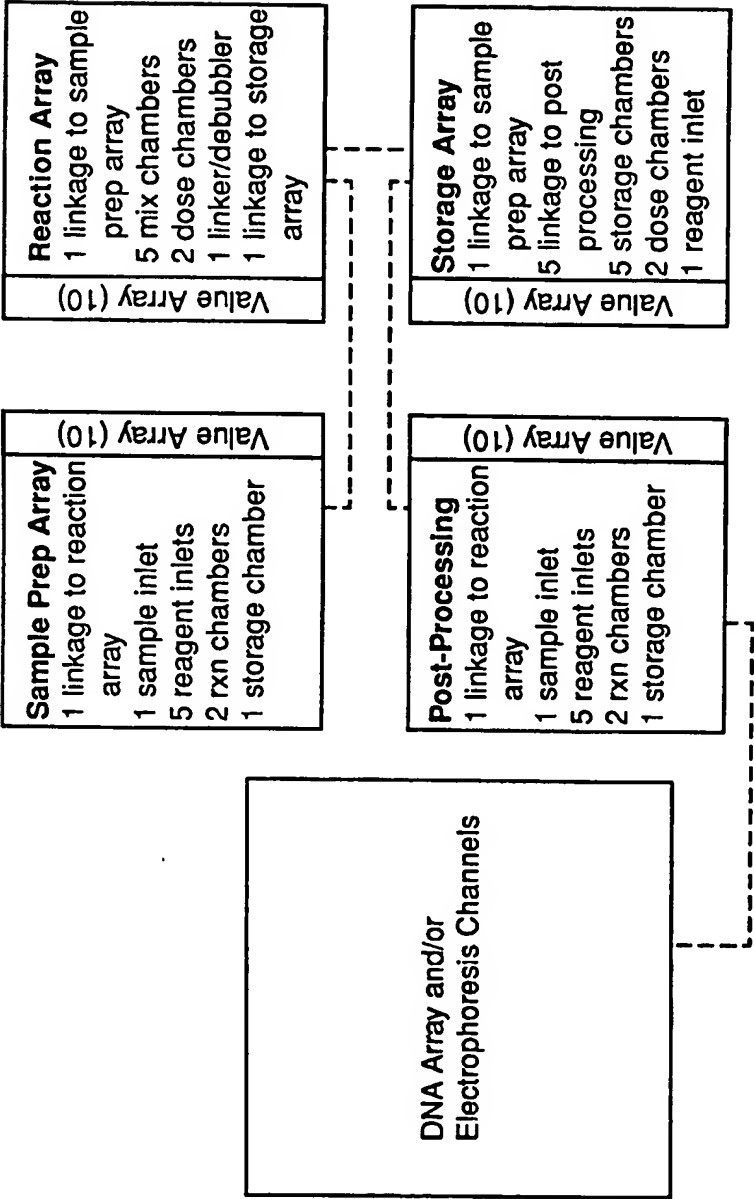 DNA Array and/or
Electrophoresis Channels
Sample Prep Array
1 linkage to reaction
array
1 sample inlet
5 reagent inlets
2 rxn chambers
1 storage chamber
Value Array (10)
Reaction Array
1 linkage to sample
prep array
5 mix chambers
2 dose chambers
1 linker/debubbler
1 linkage to storage
array
Value Array (10)
Post-Processing
1 linkage to reaction
array
1 sample inlet
5 reagent inlets
2 rxn chambers
1 storage chamber
Value Array (10)
Storage Array
1 linkage to sample
prep array
5 linkage to post
processing
5 storage chambers
2 dose chambers
1 reagent inlet
Value Array (10)